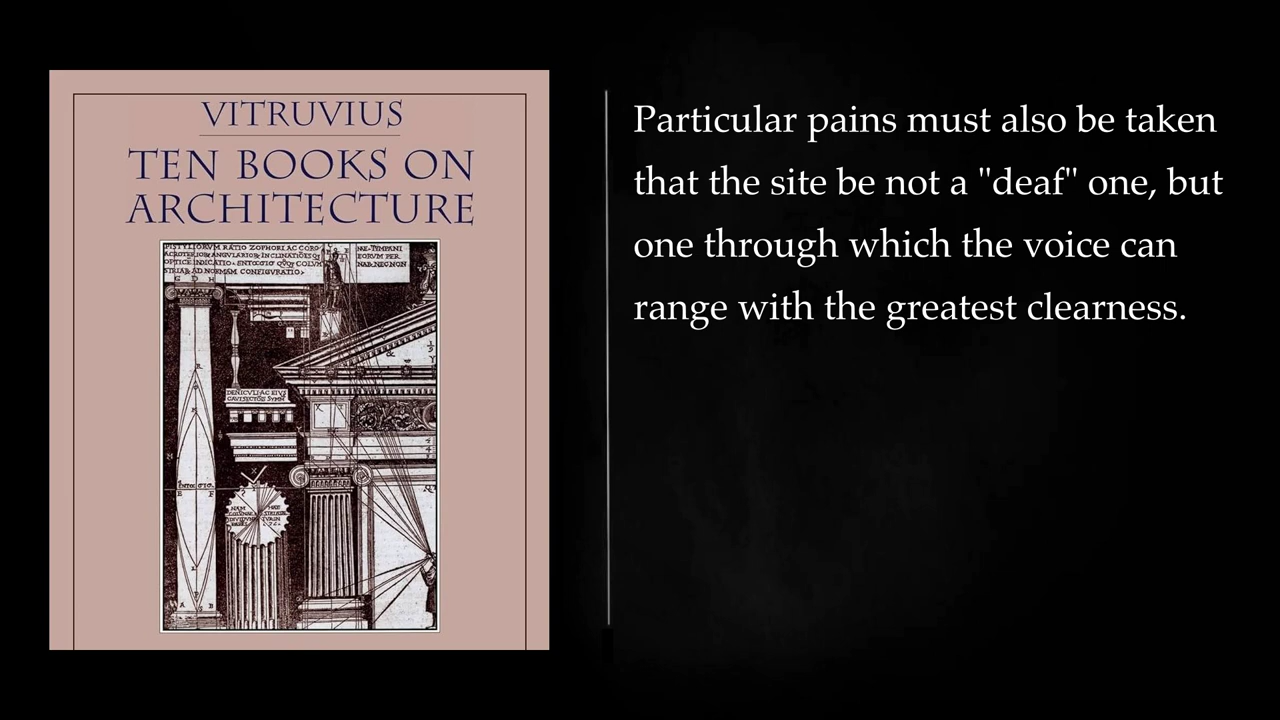 VITRUVIUS
TEN BOOKS ON
ARCHITECTURE
Particular pains must also be taken
that the site be not a "deaf" one, but
one through which the voice can
range with the greatest clearness.